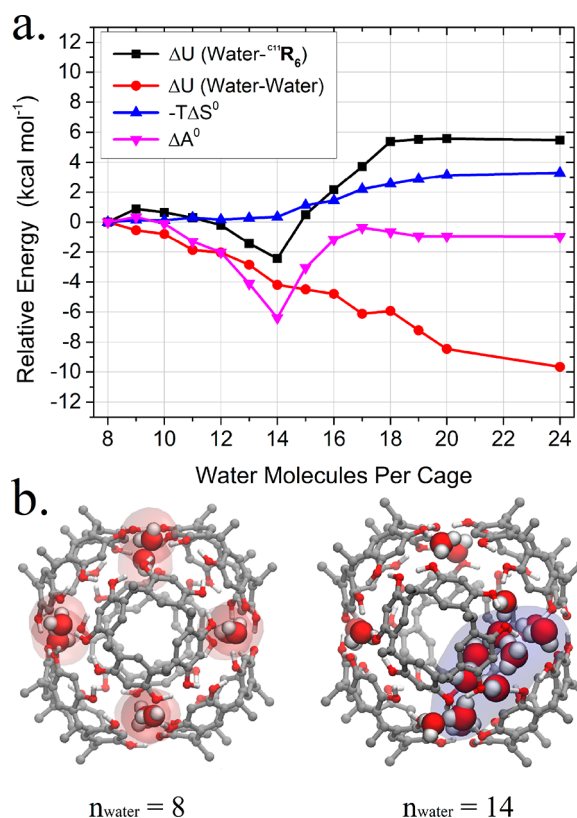 a.
12
10
8
6
4
2
0
-2
-4
-6
-8
-10
-12
Relative Energy (kcal mol⁻¹)
ΔU (Water-ᶜ¹¹R₆)
ΔU (Water-Water)
-TΔS⁰
ΔA⁰
8 10 12 14 16 18 20 22 24
Water Molecules Per Cage
b.
n_water = 8 n_water = 14